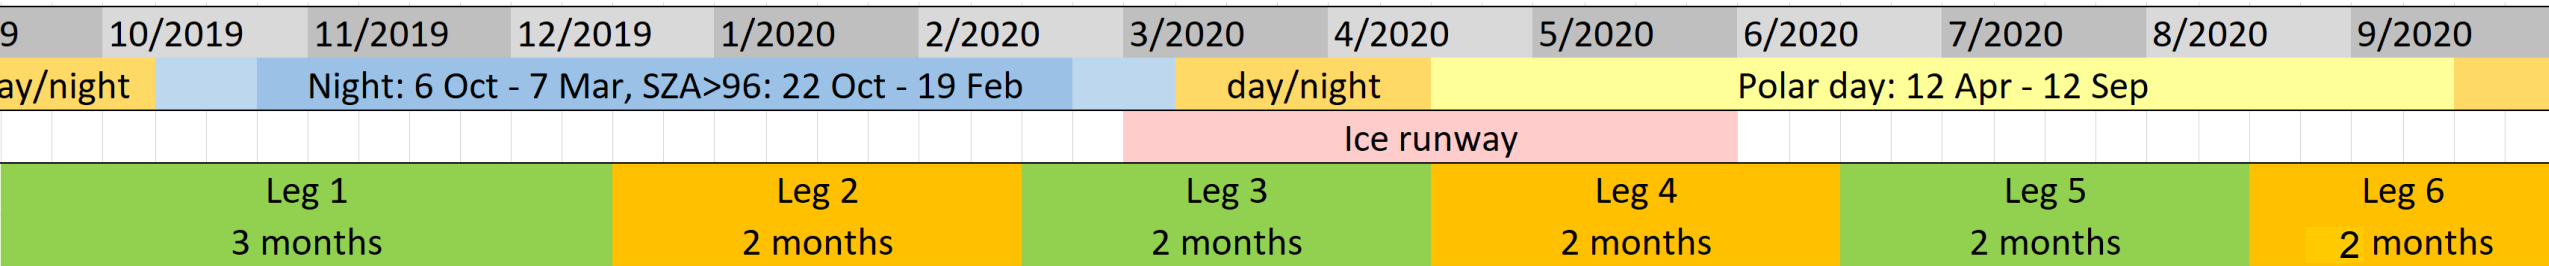 9 10/2019 11/2019 12/2019 1/2020 2/2020 3/2020 4/2020 5/2020 6/2020 7/2020 8/2020 9/2020
ay/night Night: 6 Oct - 7 Mar, SZA>96: 22 Oct - 19 Feb day/night Polar day: 12 Apr - 12 Sep
Ice runway
Leg 1 Leg 2 Leg 3 Leg 4 Leg 5 Leg 6
3 months 2 months 2 months 2 months 2 months 2 months